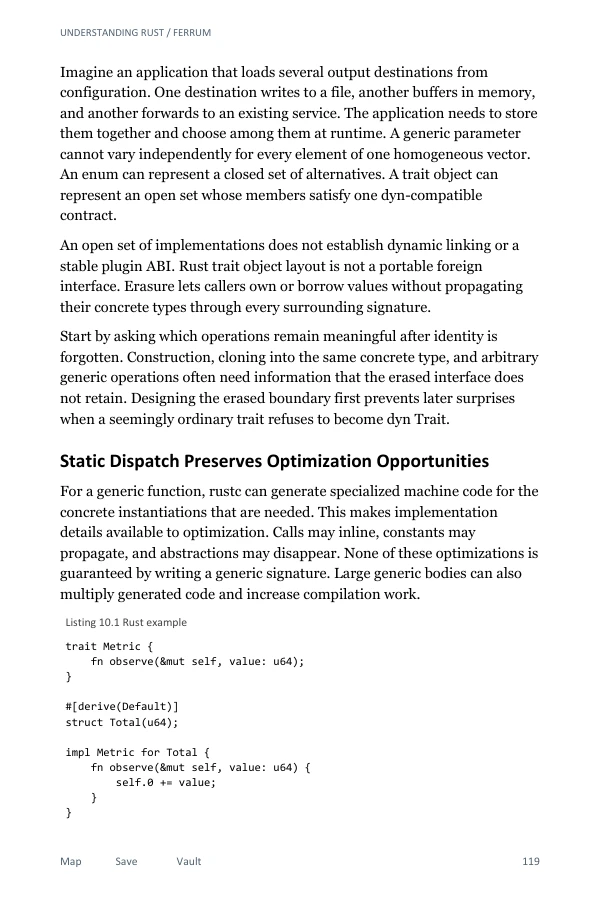 UNDERSTANDING RUST / FERRUM
Imagine an application that loads several output destinations from
configuration. One destination writes to a file, another buffers in memory,
and another forwards to an existing service. The application needs to store
them together and choose among them at runtime. A generic parameter
cannot vary independently for every element of one homogeneous vector.
An enum can represent a closed set of alternatives. A trait object can
represent an open set whose members satisfy one dyn-compatible
contract.
An open set of implementations does not establish dynamic linking or a
stable plugin ABI. Rust trait object layout is not a portable foreign
interface. Erasure lets callers own or borrow values without propagating
their concrete types through every surrounding signature.
Start by asking which operations remain meaningful after identity is
forgotten. Construction, cloning into the same concrete type, and arbitrary
generic operations often need information that the erased interface does
not retain. Designing the erased boundary first prevents later surprises
when a seemingly ordinary trait refuses to become dyn Trait.
Static Dispatch Preserves Optimization Opportunities
For a generic function, rustc can generate specialized machine code for the
concrete instantiations that are needed. This makes implementation
details available to optimization. Calls may inline, constants may
propagate, and abstractions may disappear. None of these optimizations is
guaranteed by writing a generic signature. Large generic bodies can also
multiply generated code and increase compilation work.
Listing 10.1 Rust example
trait Metric {
    fn observe(&mut self, value: u64);
}
#[derive(Default)]
struct Total(u64);
impl Metric for Total {
    fn observe(&mut self, value: u64) {
        self.0 += value;
    }
}
Map Save Vault 119